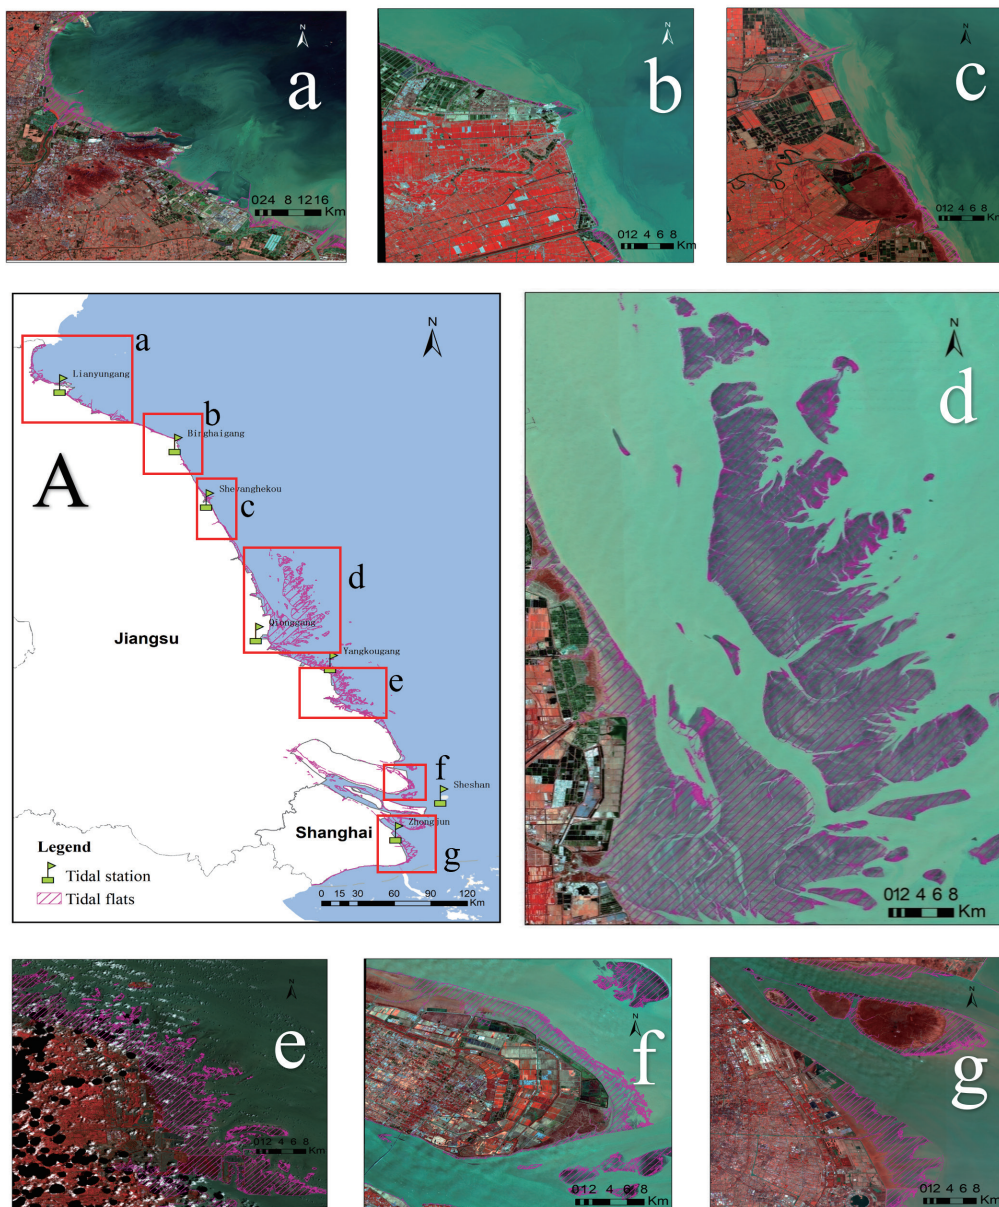 N
a
024 8 1216
Km
N
b
012 4 6 8
Km
N
c
012 4 6 8
Km
N
a
Lianyungang
b
Binghaigang
A
Sheyanghekou
c
d
Qionggang
Jiangsu
Yangkougang
e
f
Sheshan
Zhongjun
Shanghai
g
Legend
Tidal station
Tidal flats
0 15 30 60 90 120
Km
N
d
012 4 6 8
Km
N
e
012 4 6 8
Km
N
f
012 4 6 8
Km
N
g
012 4 6 8
Km